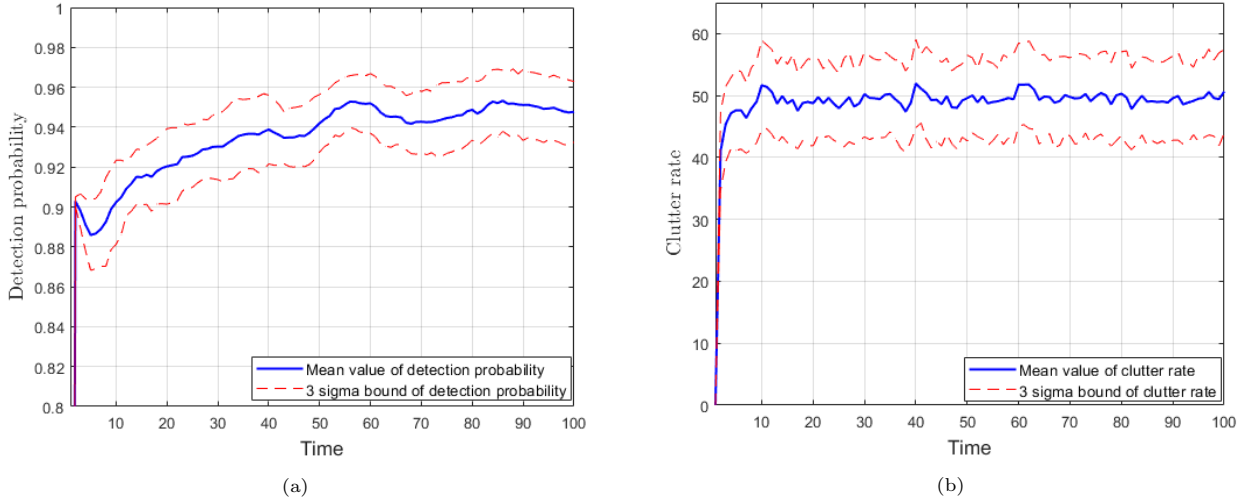 1
0.98
0.96
0.94
0.92
0.9
0.88
0.86
0.84
0.82
0.8
Detection probability
Mean value of detection probability
3 sigma bound of detection probability
10 20 30 40 50 60 70 80 90 100
Time
(a)
60
50
40
30
20
10
0
Clutter rate
Mean value of clutter rate
3 sigma bound of clutter rate
10 20 30 40 50 60 70 80 90 100
Time
(b)